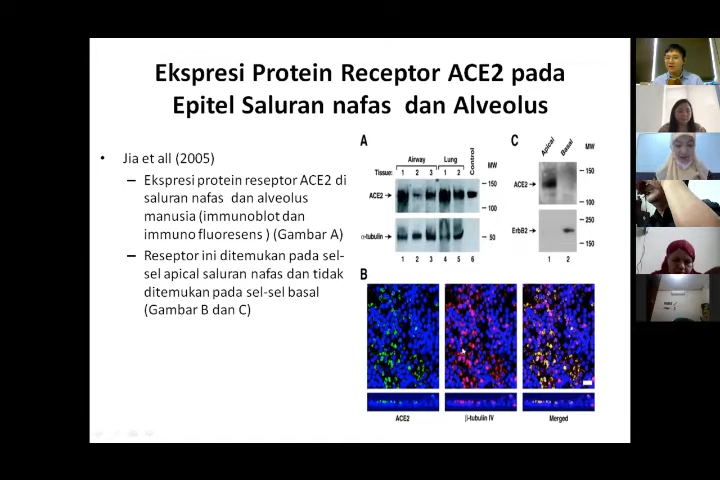 Ekspresi Protein Receptor ACE2 pada
Epitel Saluran nafas dan Alveolus
• Jia et all (2005)
– Ekspresi protein reseptor ACE2 di
saluran nafas dan alveolus
manusia (immunoblot dan
immuno fluoresens ) (Gambar A)
– Reseptor ini ditemukan pada sel-
sel apical saluran nafas dan tidak
ditemukan pada sel-sel basal
(Gambar B dan C)
A
Airway Lung Control
Tissue: 1 2 3 1 2 MW
ACE2 150
100
α-tubulin 50
1 2 3 4 5 6
C
Apical Basal MW
ACE2 150
100
250
ErbB2
150
1 2
B
ACE2 β-tubulin IV Merged